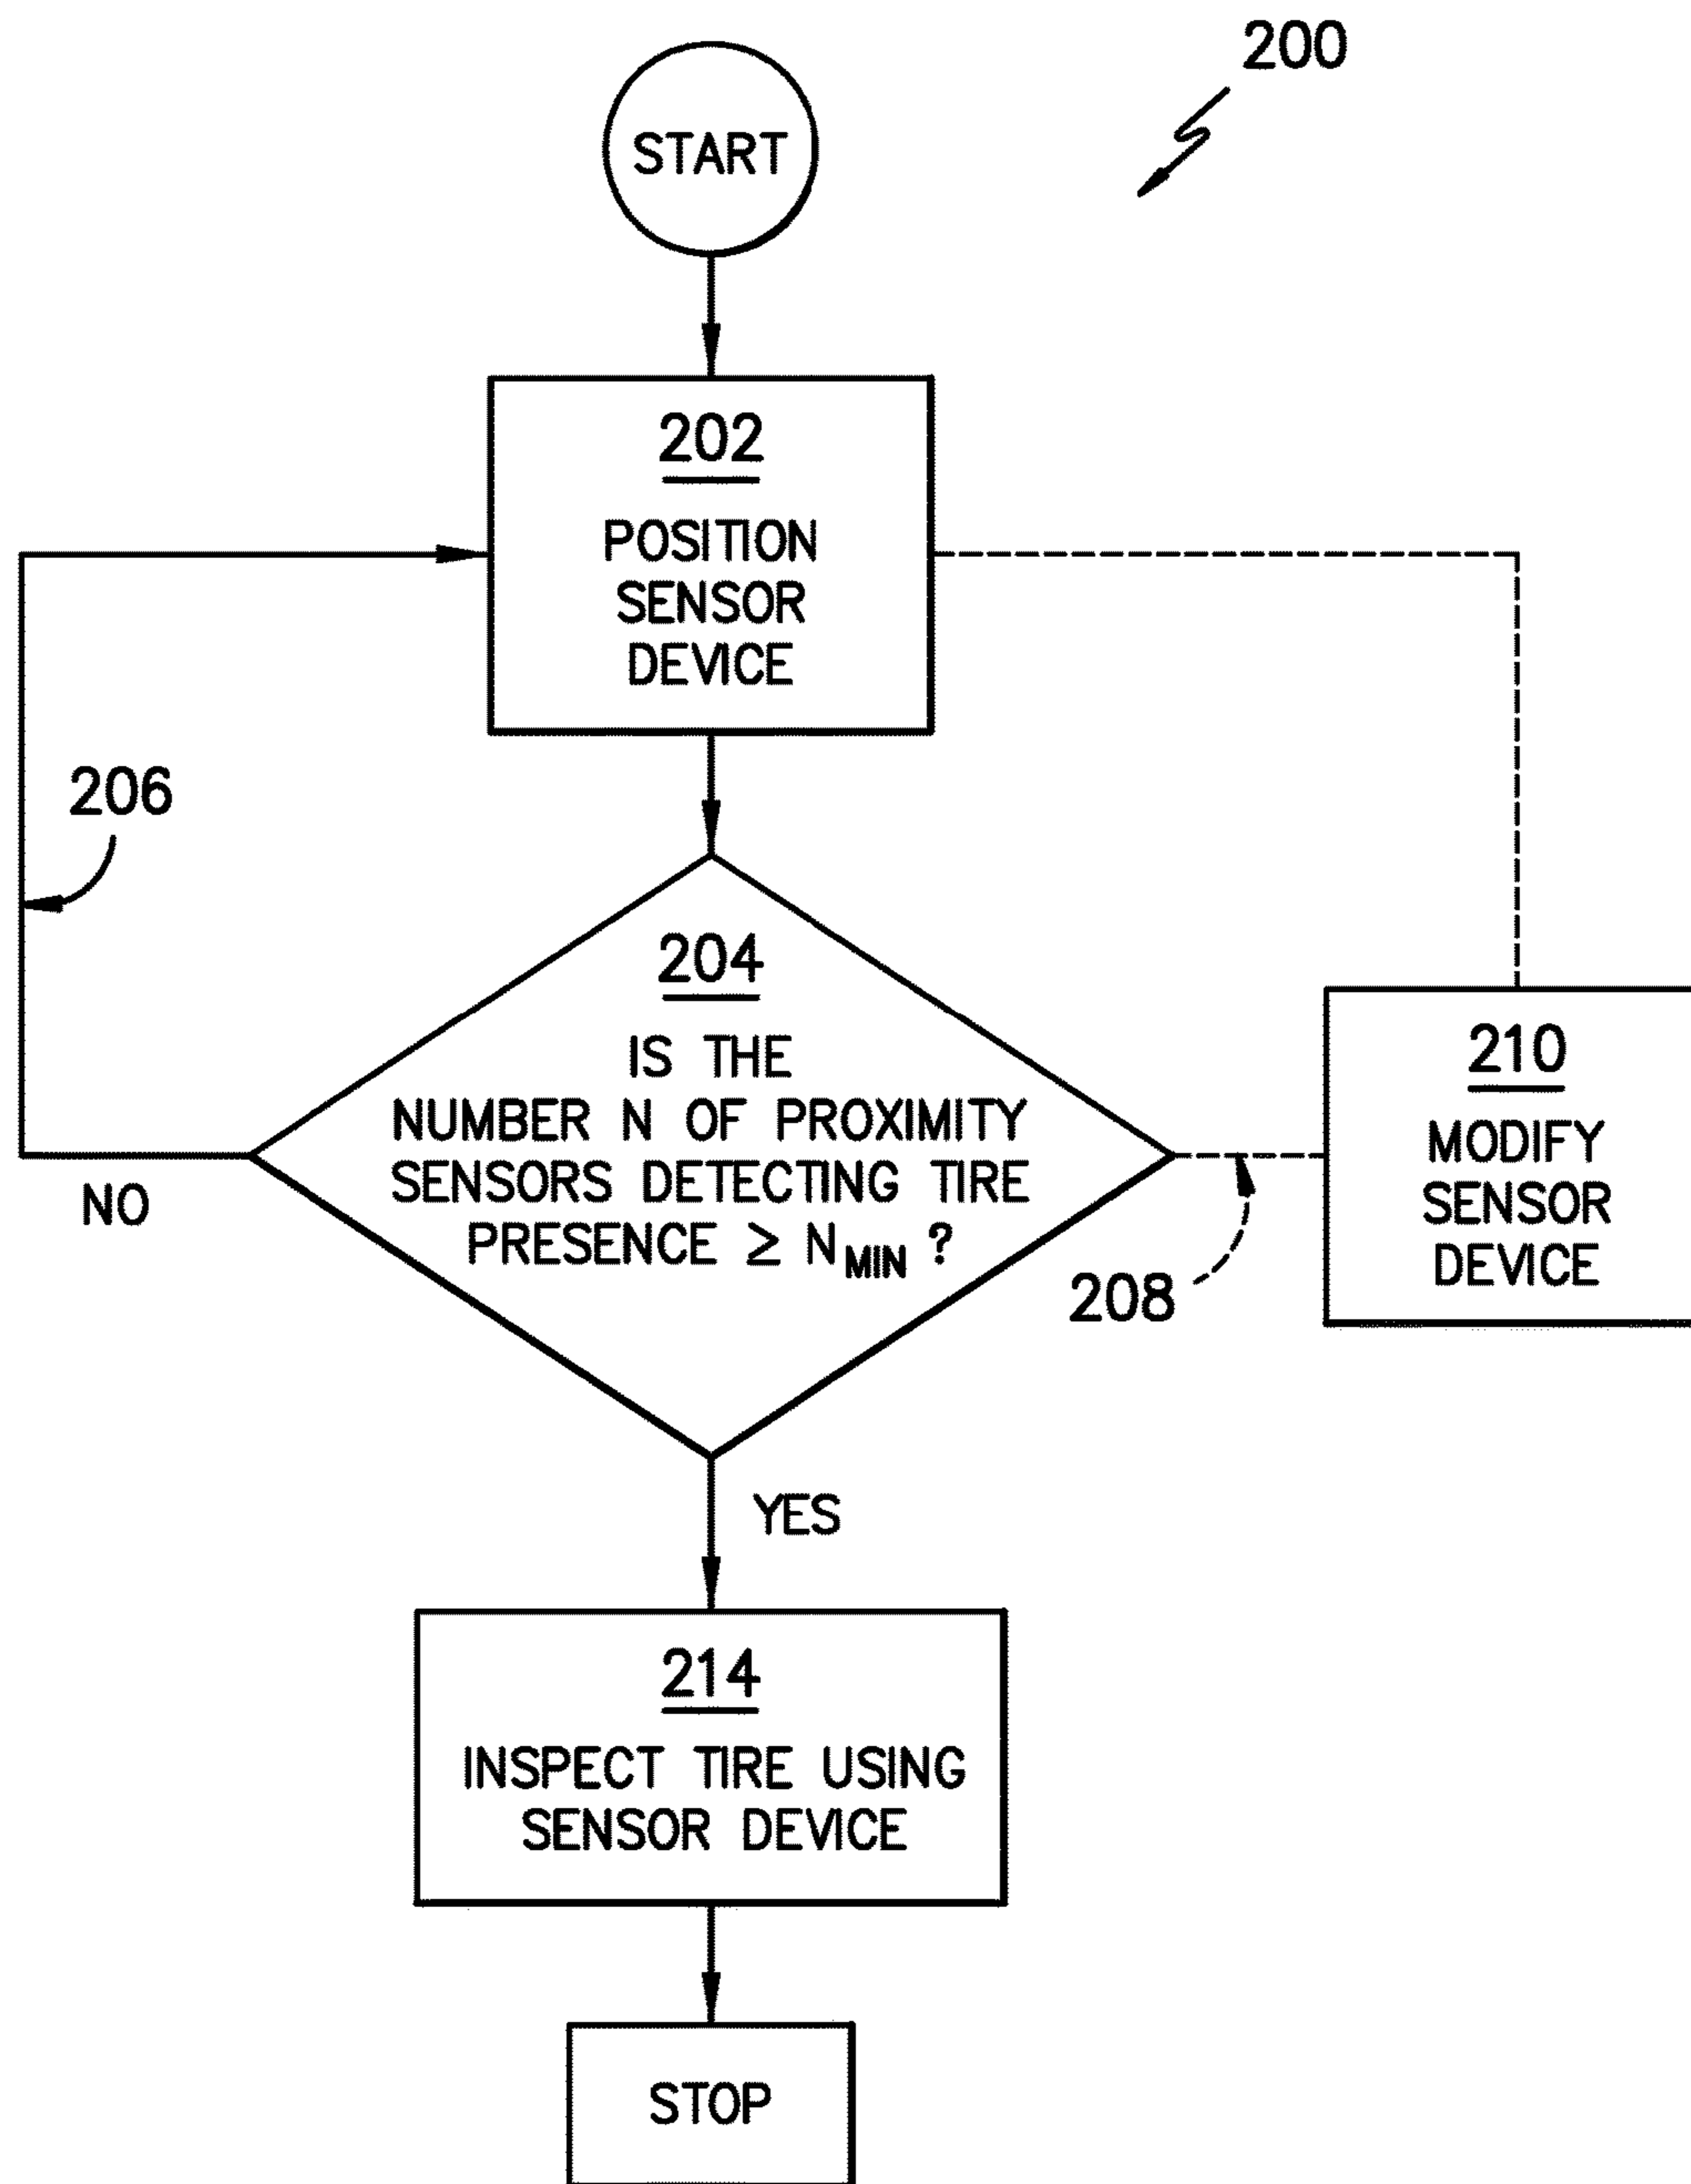 200
START
202
POSITION
SENSOR
DEVICE
206
204
IS THE
NUMBER N OF PROXIMITY
SENSORS DETECTING TIRE
PRESENCE ≥ N MIN ?
NO
208
210
MODIFY
SENSOR
DEVICE
YES
214
INSPECT TIRE USING
SENSOR DEVICE
STOP